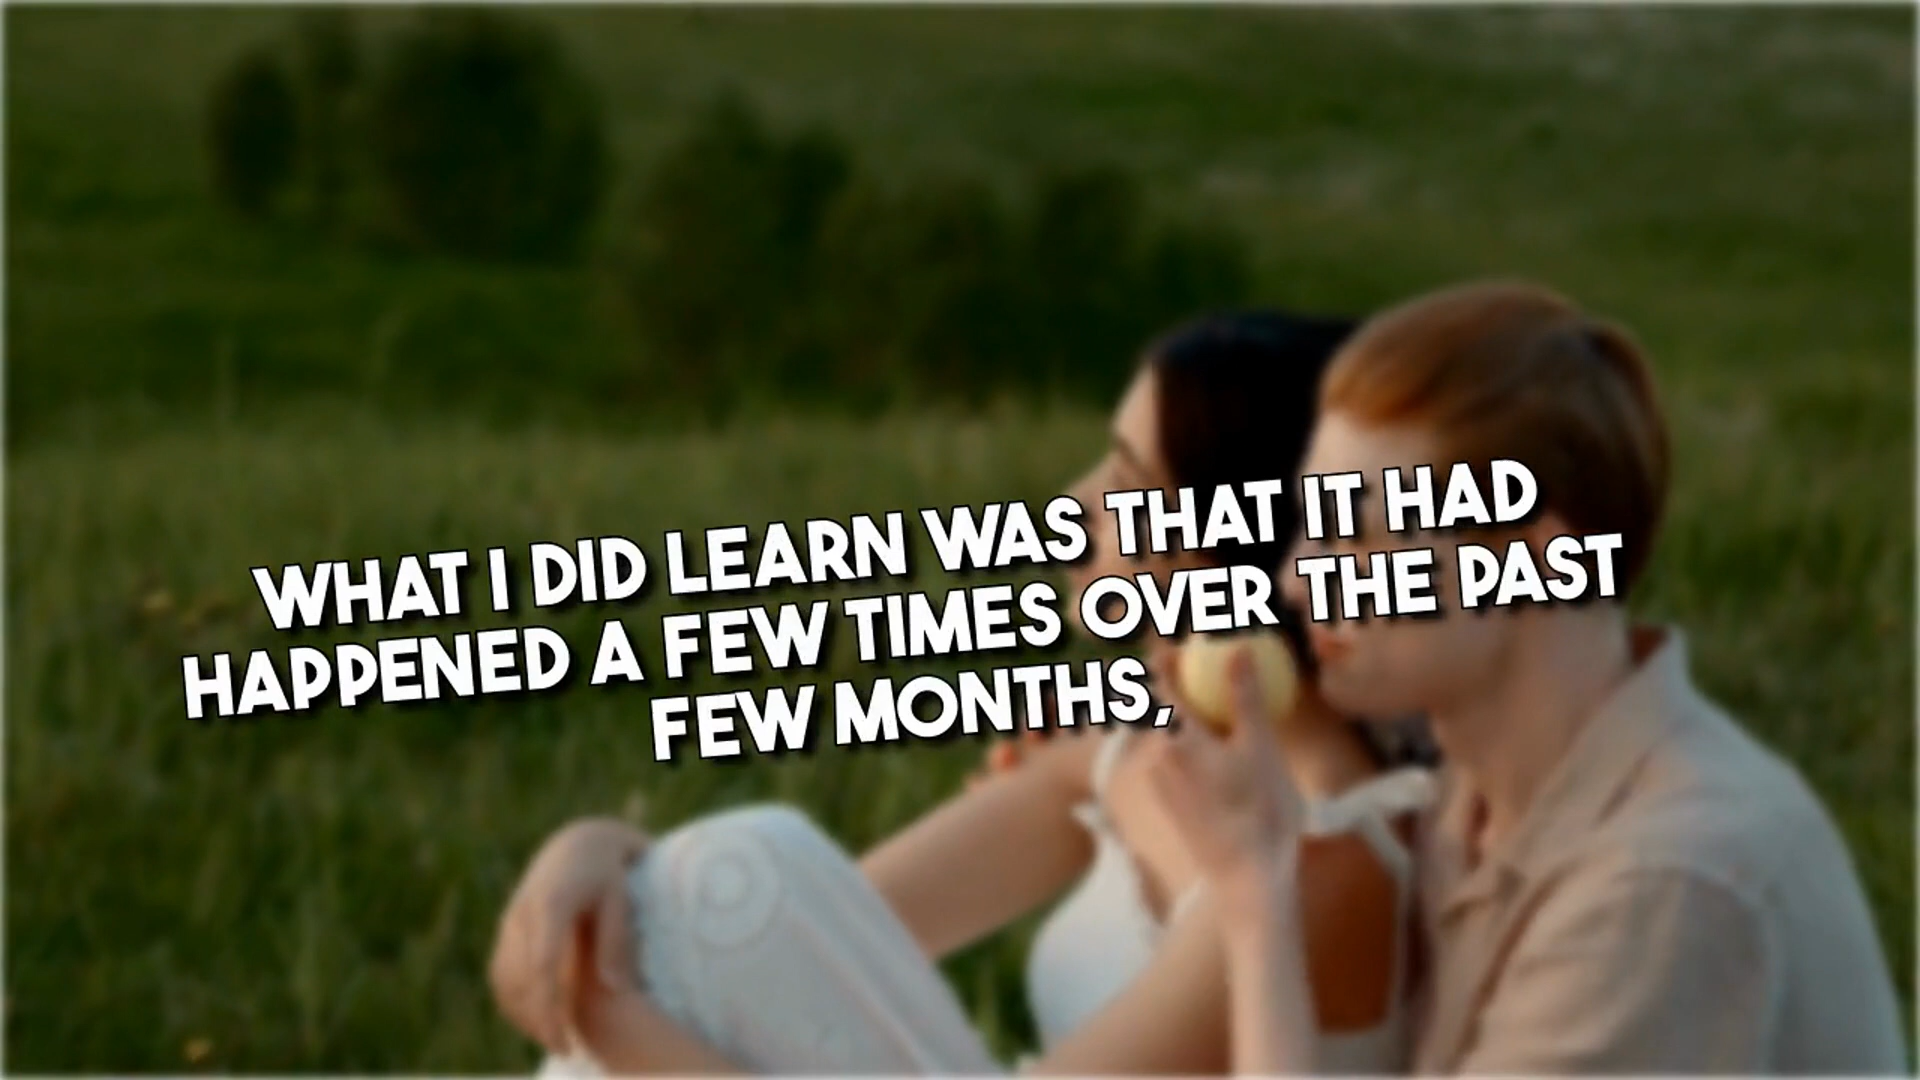 WHAT I DID LEARN WAS THAT IT HAD
HAPPENED A FEW TIMES OVER THE PAST
FEW MONTHS,